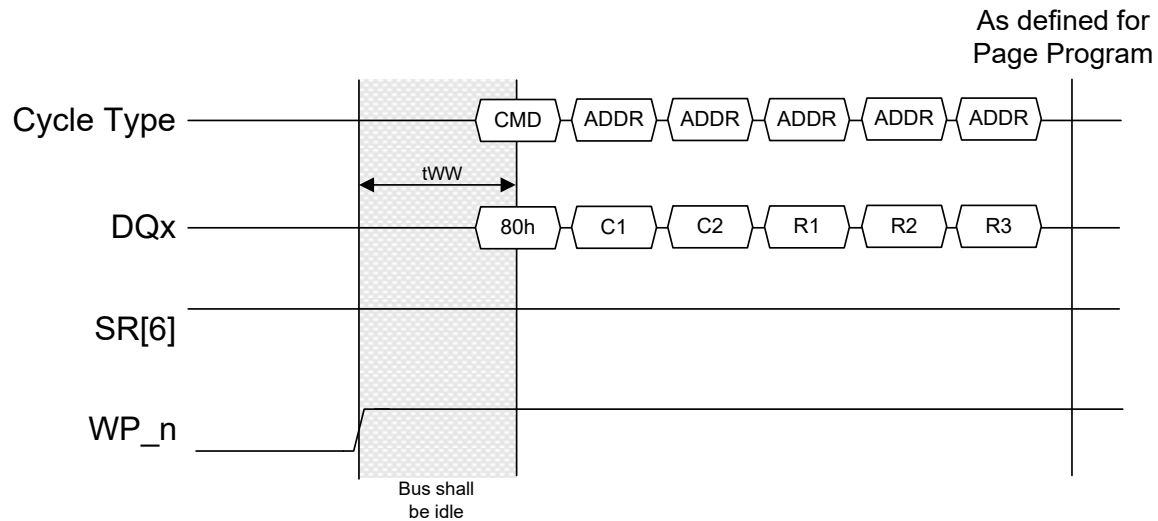 As defined for
Page Program
Cycle Type
CMD ADDR ADDR ADDR ADDR ADDR
tWW
DQx
80h C1 C2 R1 R2 R3
SR[6]
WP_n
Bus shall
be idle